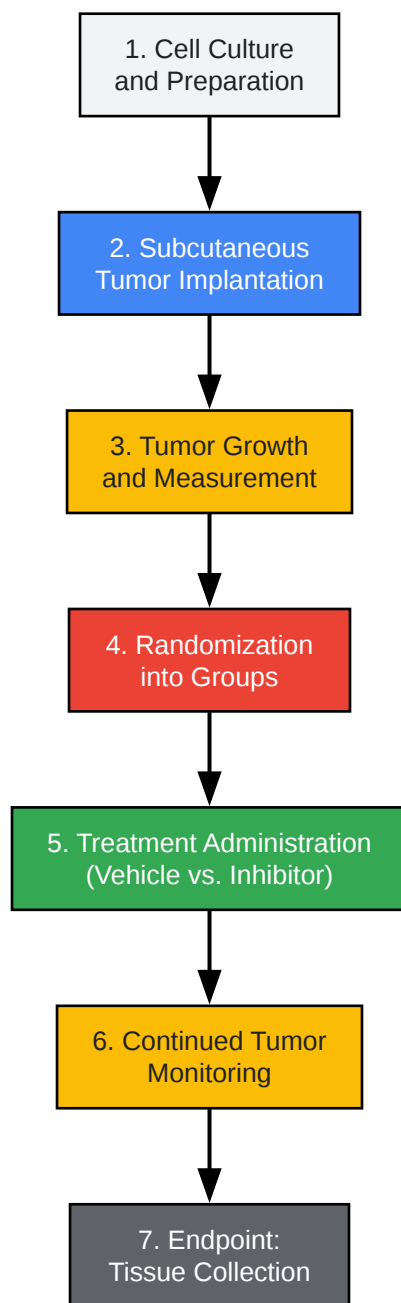 1. Cell Culture
and Preparation
2. Subcutaneous
Tumor Implantation
3. Tumor Growth
and Measurement
4. Randomization
into Groups
5. Treatment Administration
(Vehicle vs. Inhibitor)
6. Continued Tumor
Monitoring
7. Endpoint:
Tissue Collection